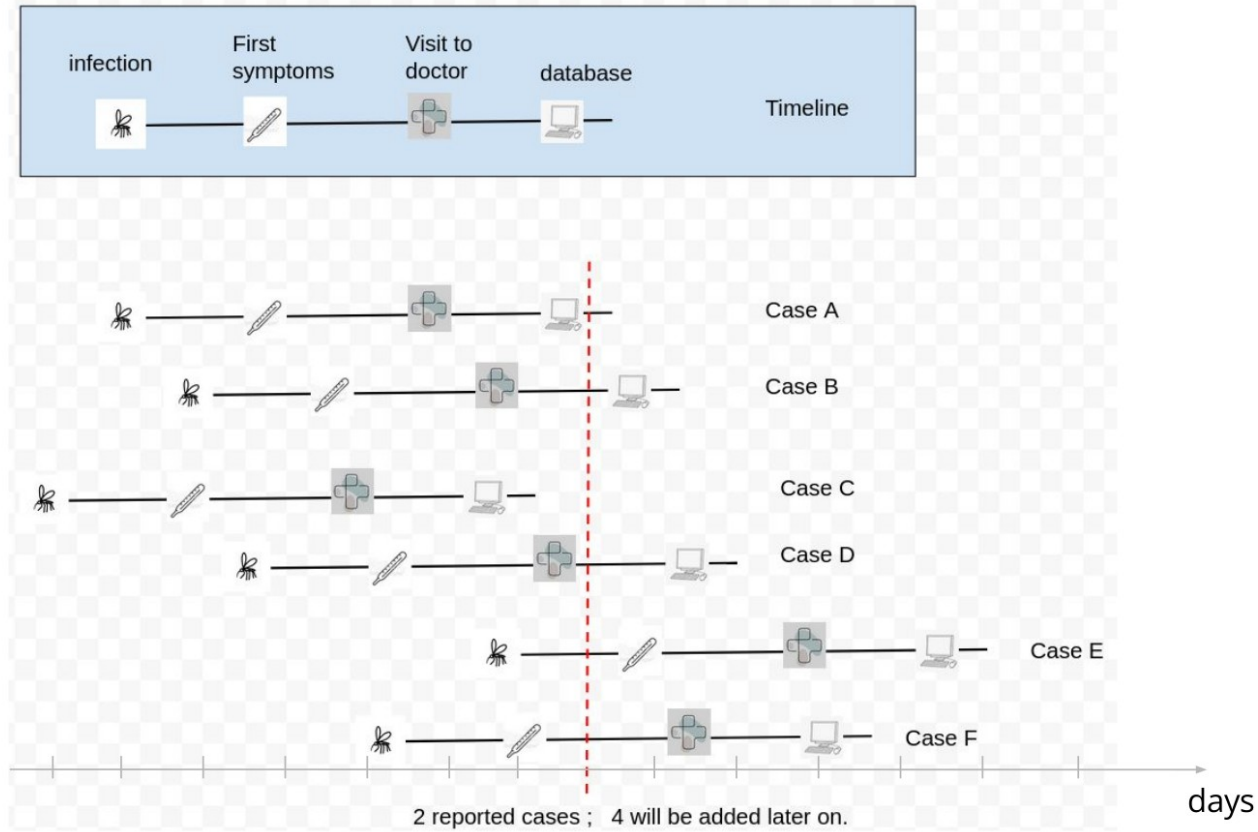 infection
First
symptoms
Visit to
doctor
database
Timeline
Case A
Case B
Case C
Case D
Case E
Case F
2 reported cases ; 4 will be added later on.
days